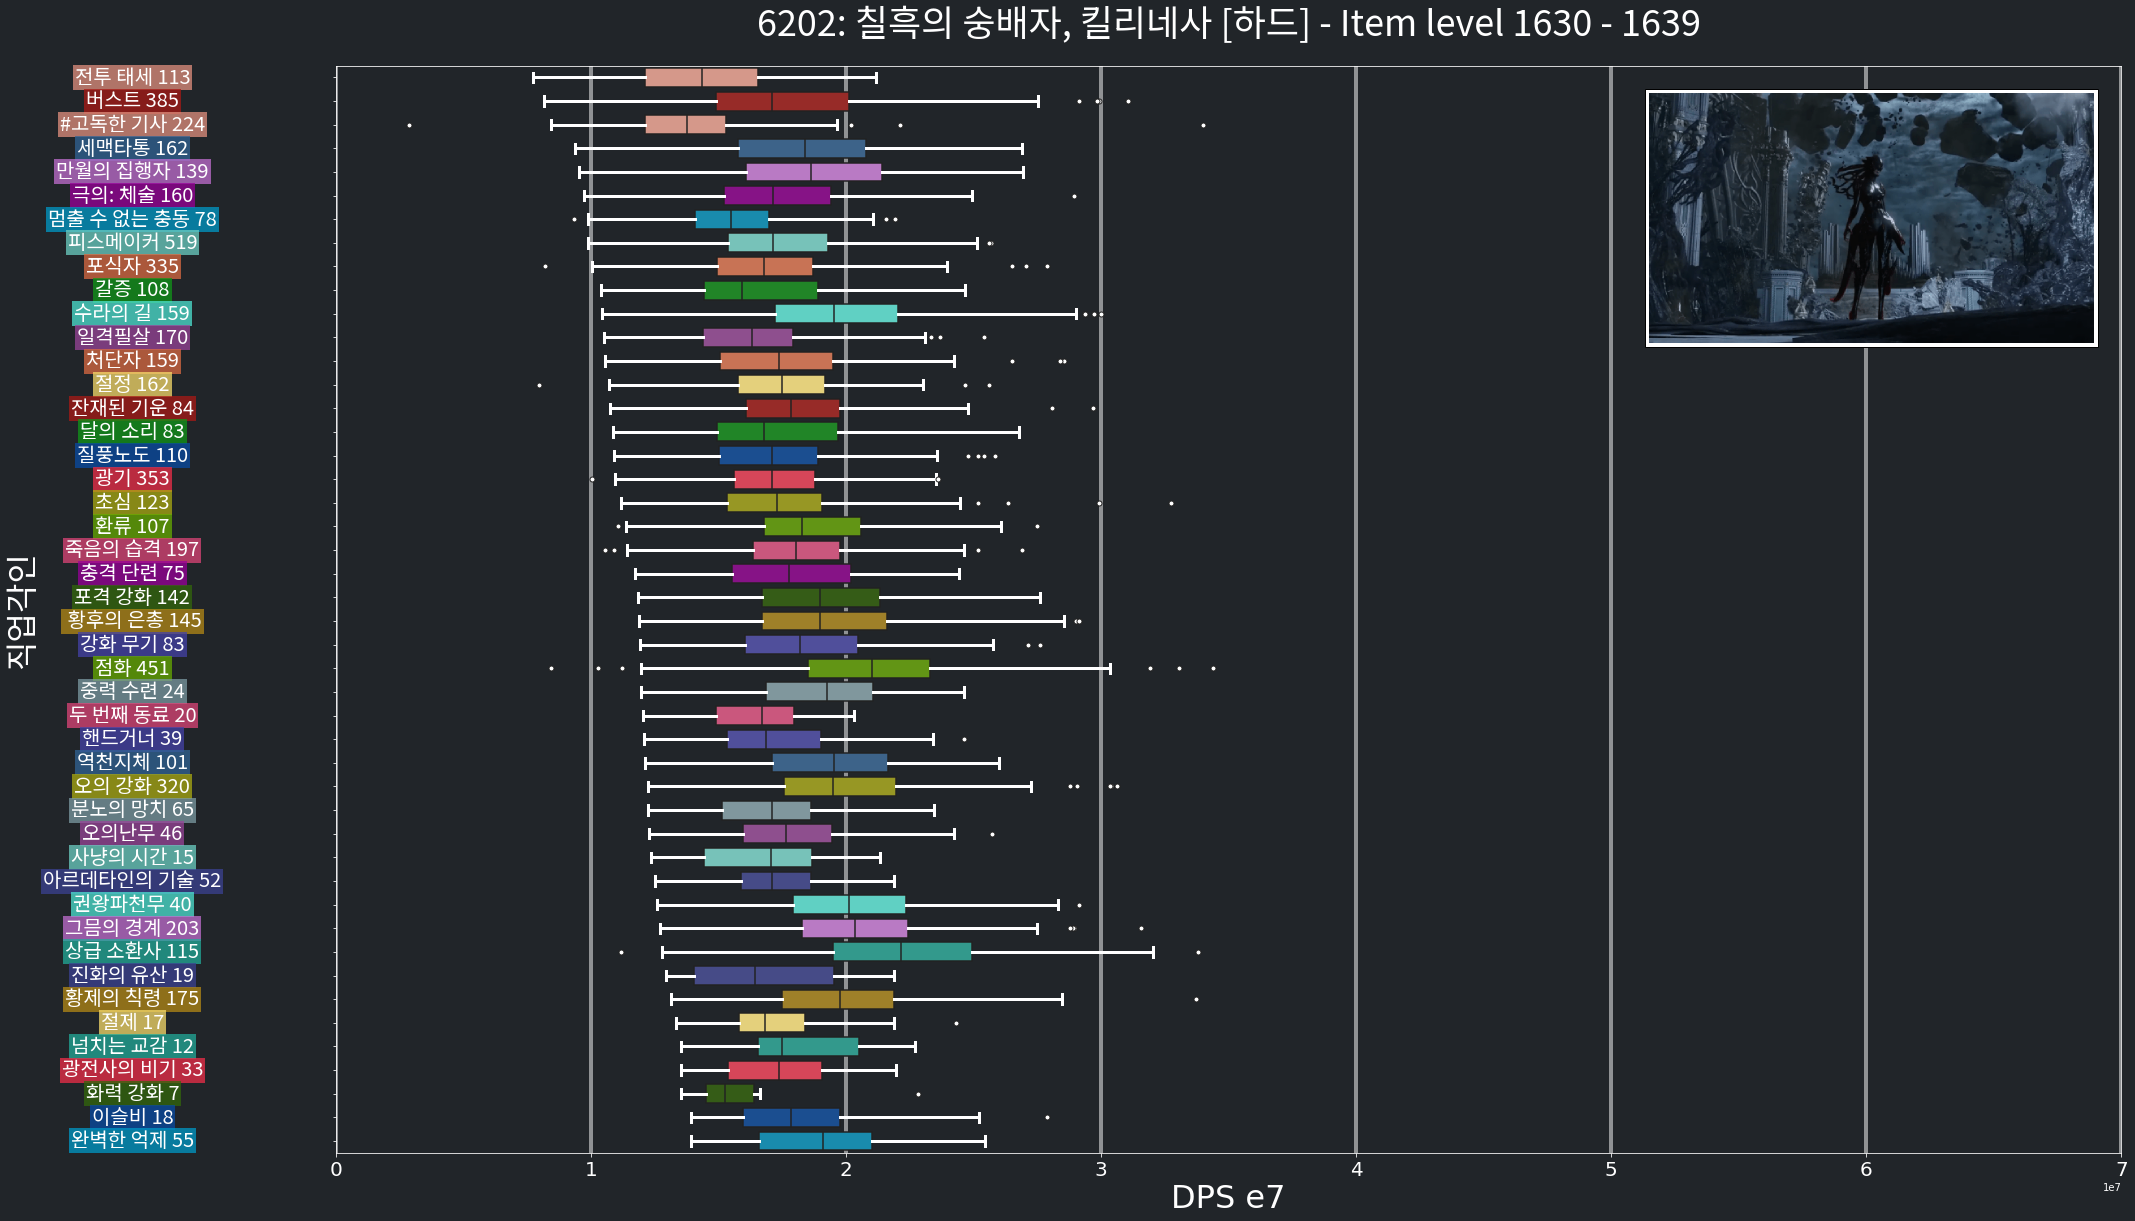 6202: 칠흑의 숭배자, 킬리네사 [하드] - Item level 1630 - 1639
직업각인
전투 태세 113
버스트 385
#고독한 기사 224
세맥타통 162
만월의 집행자 139
극의: 체술 160
멈출 수 없는 충동 78
피스메이커 519
포식자 335
갈증 108
수라의 길 159
일격필살 170
처단자 159
절정 162
잔재된 기운 84
달의 소리 83
질풍노도 110
광기 353
초심 123
환류 107
죽음의 습격 197
충격 단련 75
포격 강화 142
황후의 은총 145
강화 무기 83
점화 451
중력 수련 24
두 번째 동료 20
핸드거너 39
역천지체 101
오의 강화 320
분노의 망치 65
오의난무 46
사냥의 시간 15
아르데타인의 기술 52
권왕파천무 40
그믐의 경계 203
상급 소환사 115
진화의 유산 19
황제의 칙령 175
절제 17
넘치는 교감 12
광전사의 비기 33
화력 강화 7
이슬비 18
완벽한 억제 55
0 1 2 3 4 5 6 7
1e7
DPS e7